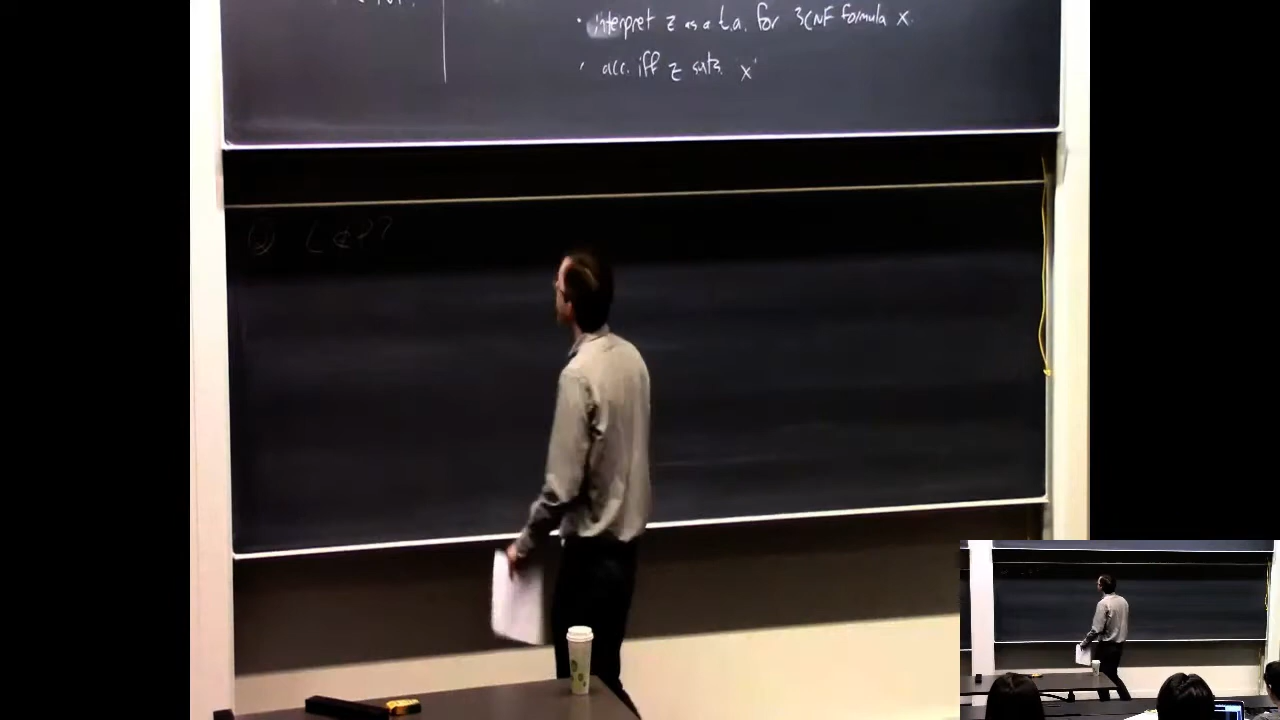 · interpret z as a t.a. for 3CNF formula x.
· acc. iff z sats. x
L ∉ P?